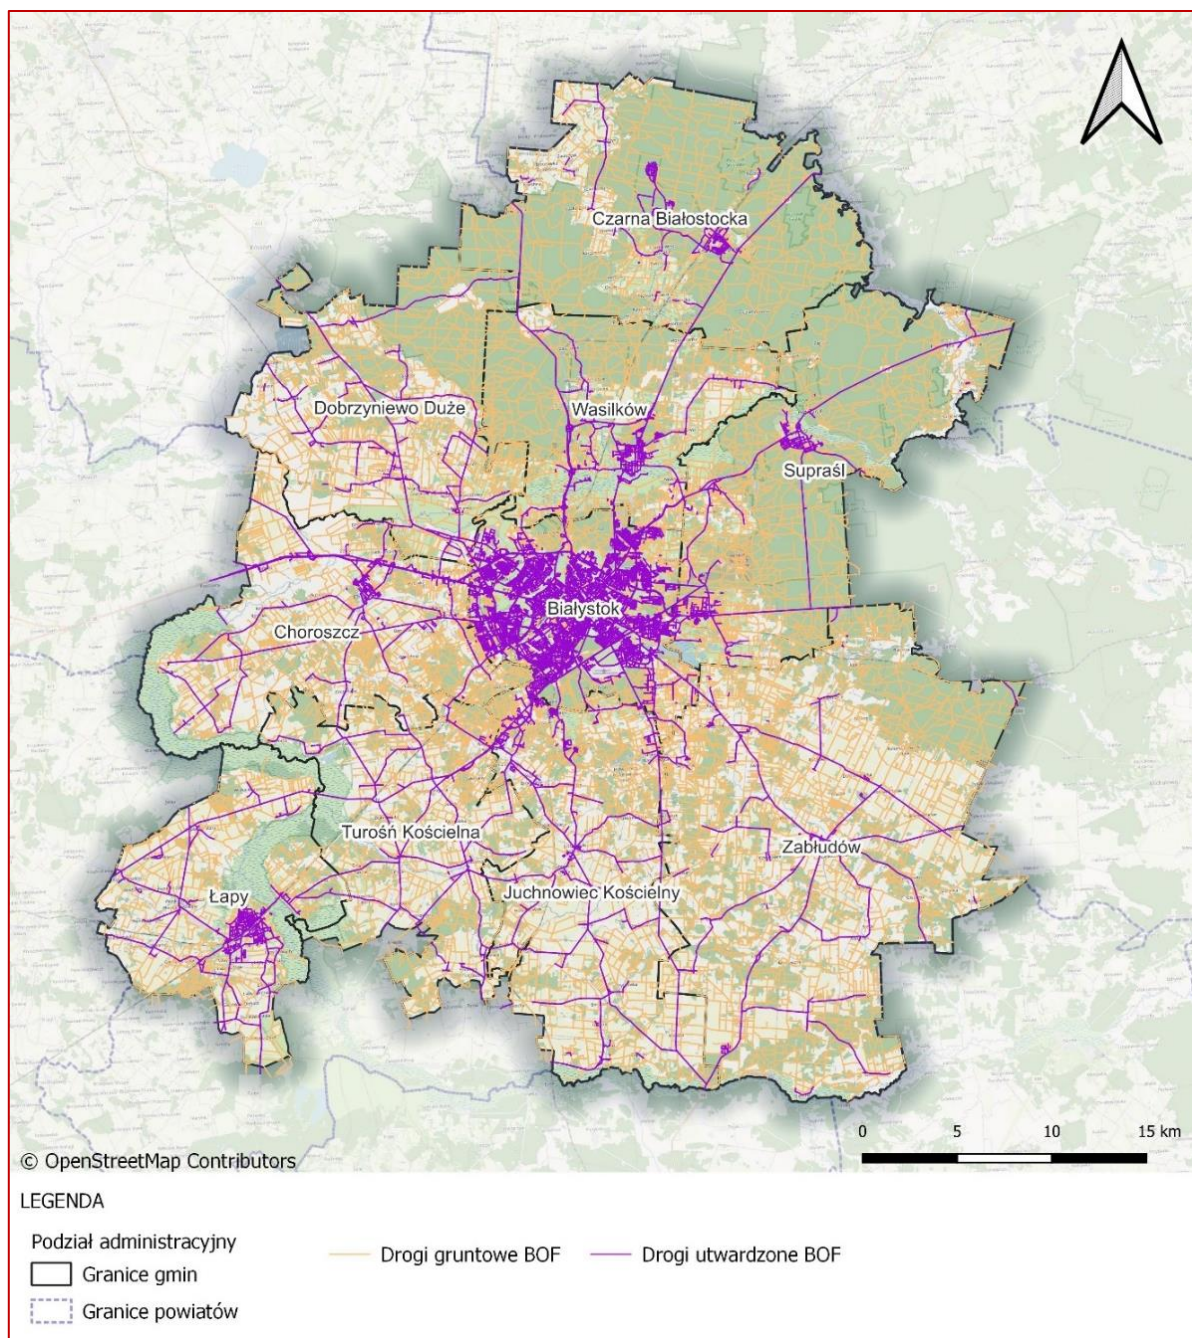 Czarna Białostocka
Dobrzyniewo Duże
Wasilków
Supraśl
Białystok
Choroszcz
Turośń Kościelna
Zabłudów
Łapy
Juchnowiec Kościelny
0 5 10 15 km
© OpenStreetMap Contributors
LEGENDA
Podział administracyjny
Granice gmin
Granice powiatów
Drogi gruntowe BOF
Drogi utwardzone BOF